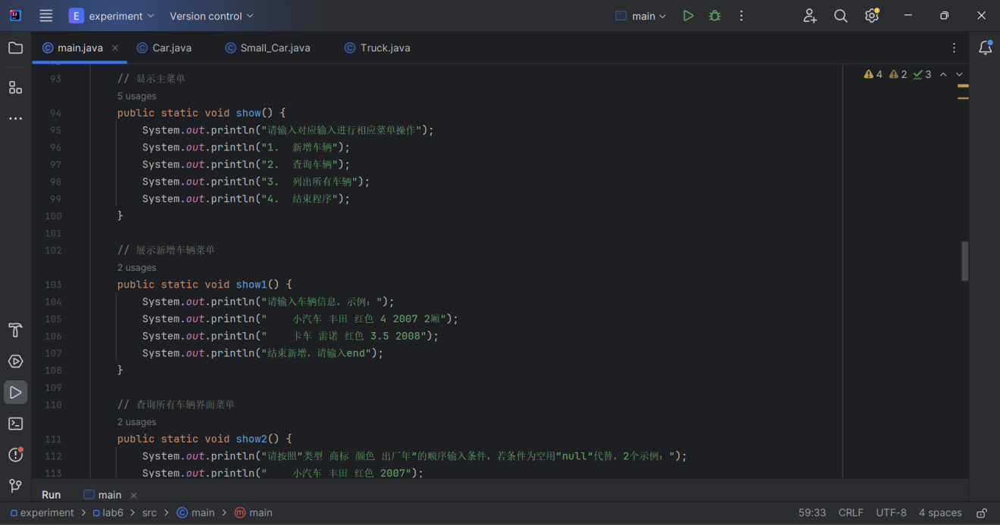 E experiment Version control main
main.java Car.java Small_Car.java Truck.java
4 2 3
93 // 显示主菜单
5 usages
94 public static void show() {
95 System.out.println("请输入对应输入进行相应菜单操作");
96 System.out.println("1. 新增车辆");
97 System.out.println("2. 查询车辆");
98 System.out.println("3. 列出所有车辆");
99 System.out.println("4. 结束程序");
100 }
101
102 // 展示新增车辆菜单
2 usages
103 public static void show1() {
104 System.out.println("请输入车辆信息，示例：");
105 System.out.println("    小汽车 丰田 红色 4 2007 2厢");
106 System.out.println("    卡车 雷诺 红色 3.5 2008");
107 System.out.println("结束新增，请输入end");
108 }
109
110 // 查询所有车辆界面菜单
2 usages
111 public static void show2() {
112 System.out.println("请按照“类型 商标 颜色 出厂年”的顺序输入条件，若条件为空用“null”代替，2个示例：");
113 System.out.println("    小汽车 丰田 红色 2007");
Run main
experiment > lab6 > src > main > main 59:33 CRLF UTF-8 4 spaces